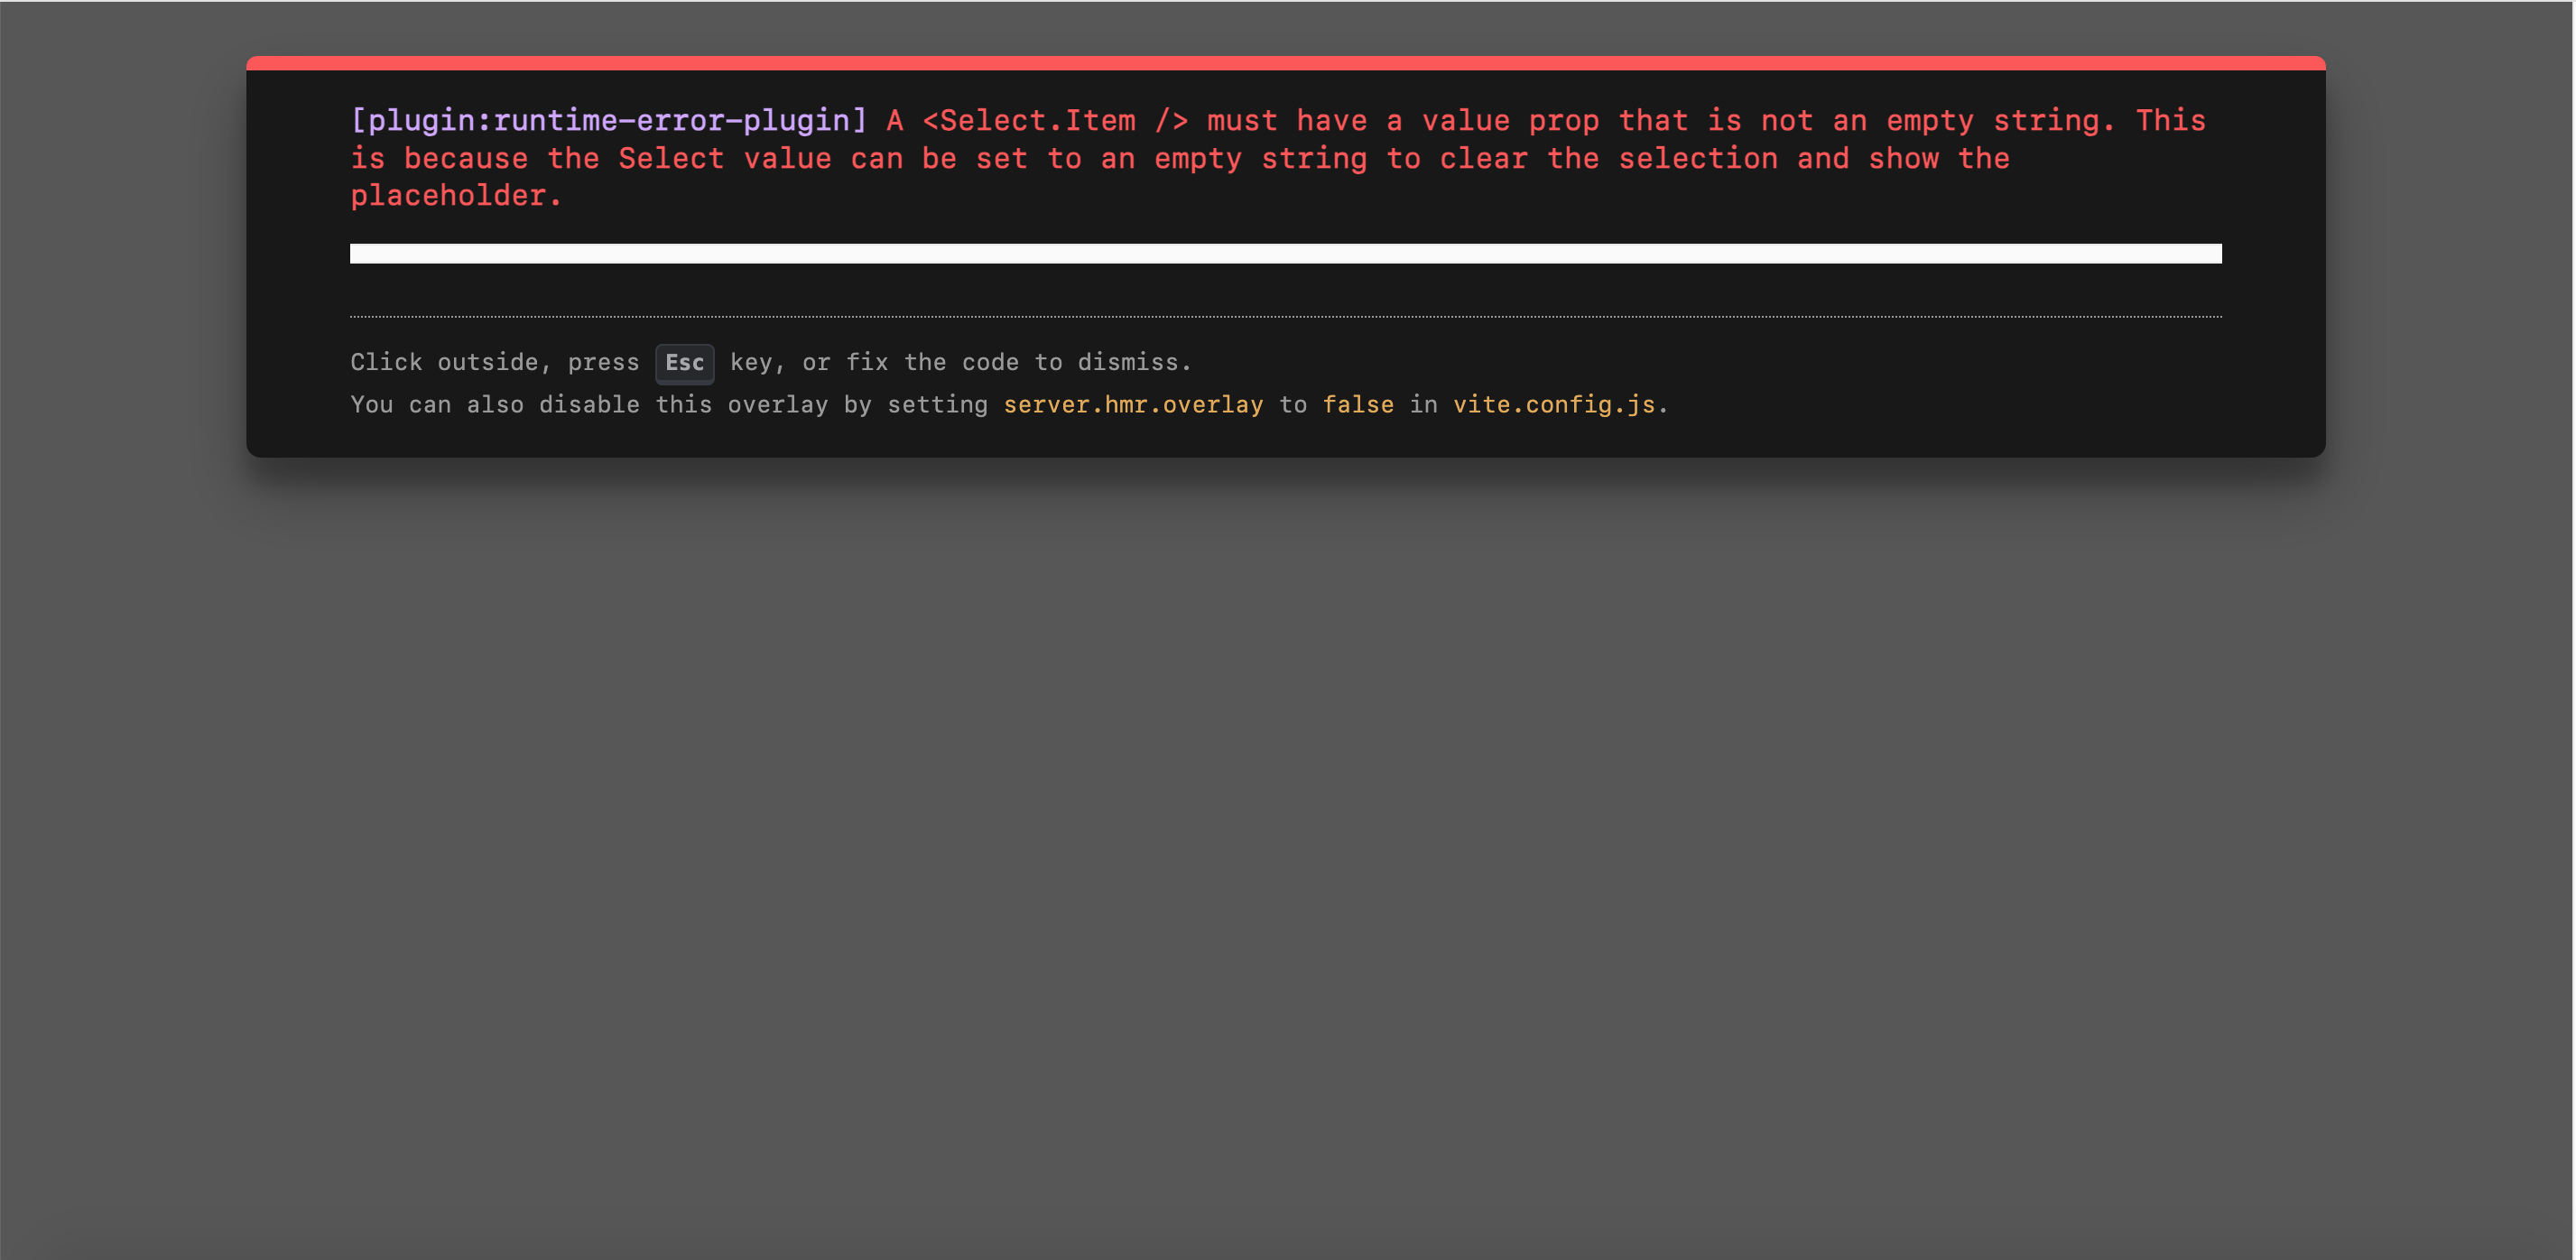 [plugin:runtime-error-plugin] A <Select.Item /> must have a value prop that is not an empty string. This
is because the Select value can be set to an empty string to clear the selection and show the
placeholder.
Click outside, press Esc key, or fix the code to dismiss.
You can also disable this overlay by setting server.hmr.overlay to false in vite.config.js.